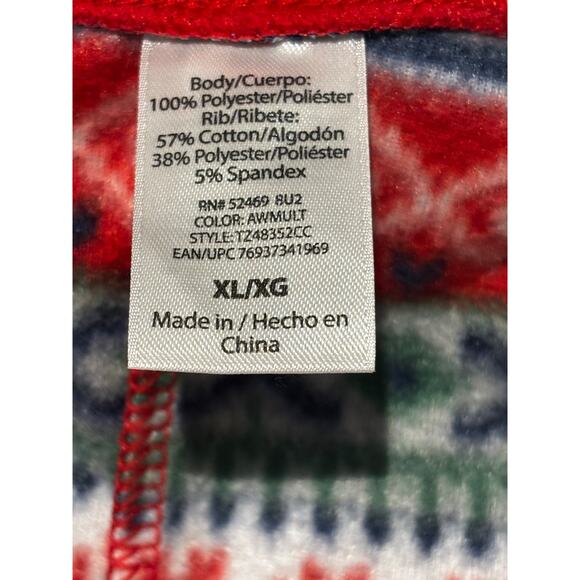 Body/Cuerpo:
100% Polyester/Poliéster
Rib/Ribete:
57% Cotton/Algodón
38% Polyester/Poliéster
5% Spandex
RN# 52469 8U2
COLOR: AWMULT
STYLE: TZ48352CC
EAN/UPC 76937341969
XL/XG
Made in / Hecho en
China